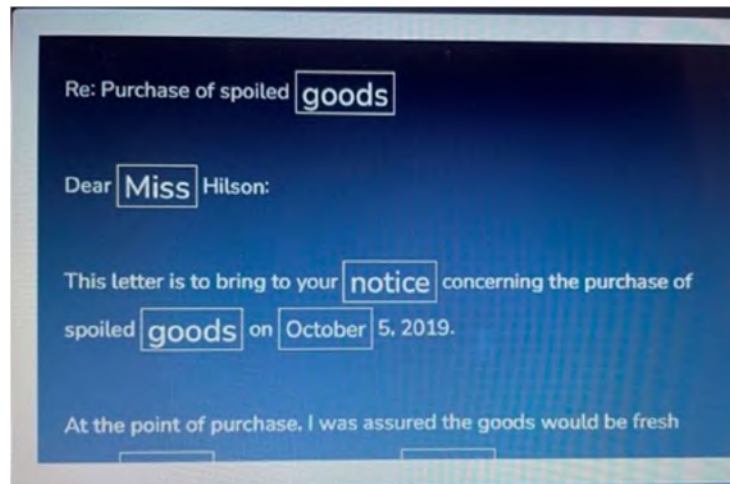 Re: Purchase of spoiled goods
Dear Miss Hilson:
This letter is to bring to your notice concerning the purchase of
spoiled goods on October 5, 2019.
At the point of purchase, I was assured the goods would be fresh